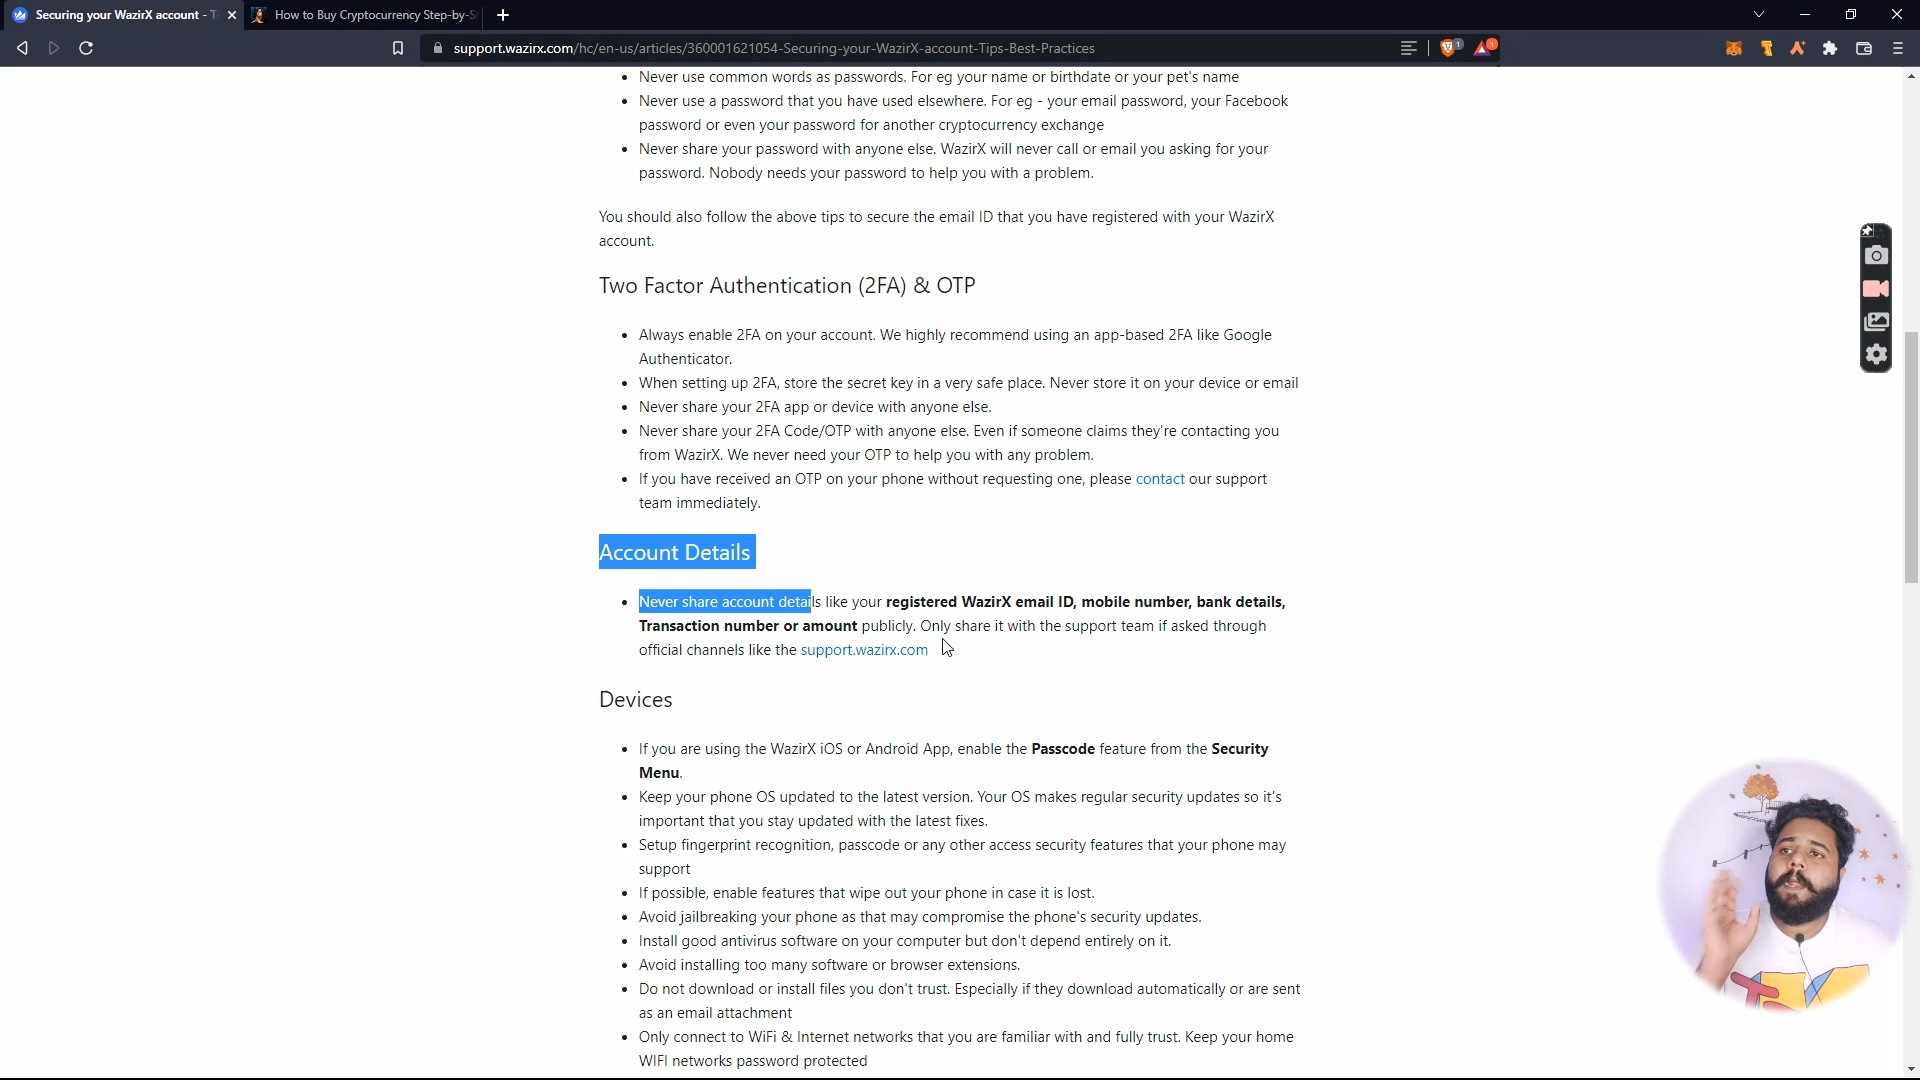 Securing your WazirX account - T
How to Buy Cryptocurrency Step-by-S
support.wazirx.com/hc/en-us/articles/360001621054-Securing-your-WazirX-account-Tips-Best-Practices
1
1
• Never use common words as passwords. For eg your name or birthdate or your pet's name
• Never use a password that you have used elsewhere. For eg - your email password, your Facebook
password or even your password for another cryptocurrency exchange
• Never share your password with anyone else. WazirX will never call or email you asking for your
password. Nobody needs your password to help you with a problem.
You should also follow the above tips to secure the email ID that you have registered with your WazirX
account.
Two Factor Authentication (2FA) & OTP
• Always enable 2FA on your account. We highly recommend using an app-based 2FA like Google
Authenticator.
• When setting up 2FA, store the secret key in a very safe place. Never store it on your device or email
• Never share your 2FA app or device with anyone else.
• Never share your 2FA Code/OTP with anyone else. Even if someone claims they're contacting you
from WazirX. We never need your OTP to help you with any problem.
• If you have received an OTP on your phone without requesting one, please contact our support
team immediately.
Account Details
• Never share account details like your registered WazirX email ID, mobile number, bank details,
Transaction number or amount publicly. Only share it with the support team if asked through
official channels like the support.wazirx.com
Devices
• If you are using the WazirX iOS or Android App, enable the Passcode feature from the Security
Menu.
• Keep your phone OS updated to the latest version. Your OS makes regular security updates so it's
important that you stay updated with the latest fixes.
• Setup fingerprint recognition, passcode or any other access security features that your phone may
support
• If possible, enable features that wipe out your phone in case it is lost.
• Avoid jailbreaking your phone as that may compromise the phone's security updates.
• Install good antivirus software on your computer but don't depend entirely on it.
• Avoid installing too many software or browser extensions.
• Do not download or install files you don't trust. Especially if they download automatically or are sent
as an email attachment
• Only connect to WiFi & Internet networks that you are familiar with and fully trust. Keep your home
WIFI networks password protected